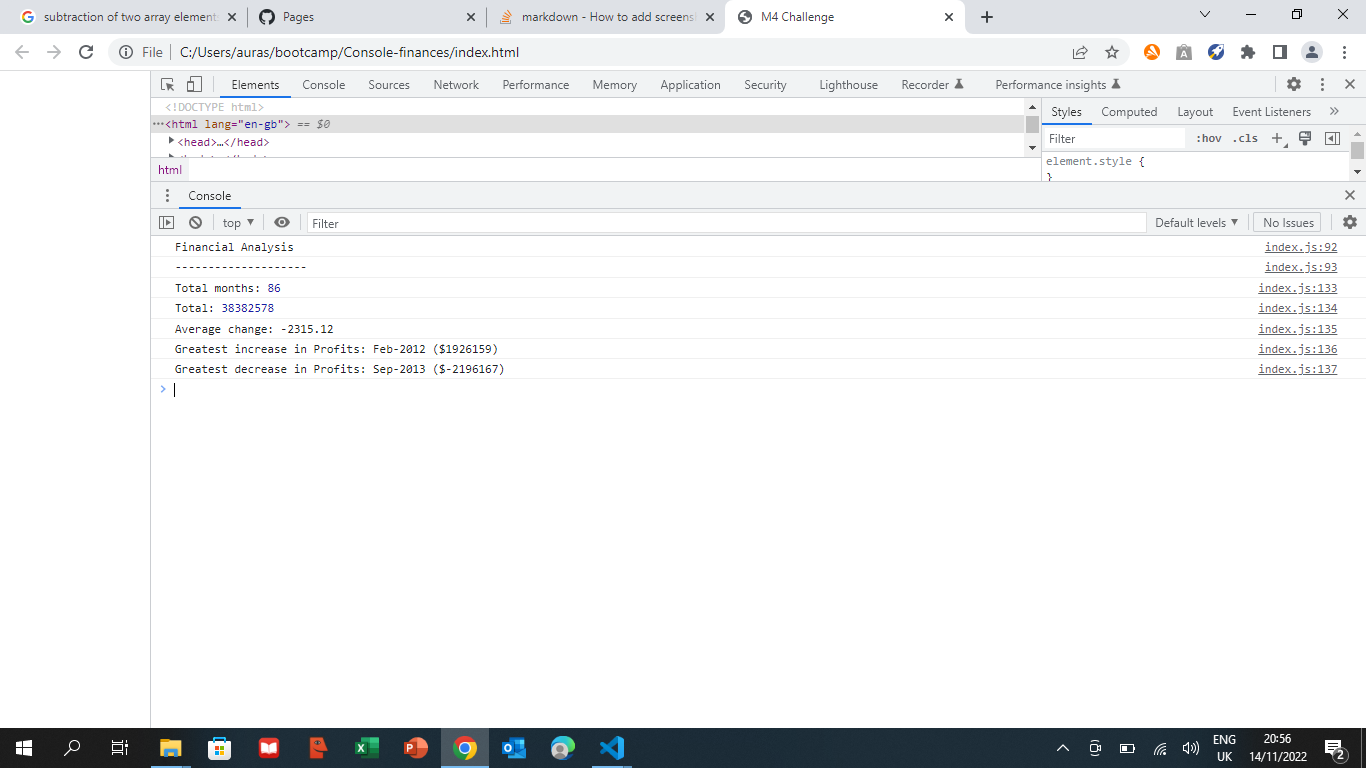 subtraction of two array element
Pages
markdown - How to add screensh
M4 Challenge
File
C:/Users/auras/bootcamp/Console-finances/index.html
Elements Console Sources Network Performance Memory Application Security Lighthouse Recorder Performance insights
<!DOCTYPE html>
<html lang="en-gb"> == $0
<head>…</head>
html
Styles Computed Layout Event Listeners »
Filter :hov .cls +
element.style {
}
Console
top ▼ Filter Default levels ▼ No Issues
Financial Analysis index.js:92
-------------------- index.js:93
Total months: 86 index.js:133
Total: 38382578 index.js:134
Average change: -2315.12 index.js:135
Greatest increase in Profits: Feb-2012 ($1926159) index.js:136
Greatest decrease in Profits: Sep-2013 ($-2196167) index.js:137
>
ENG
UK
20:56
14/11/2022
2